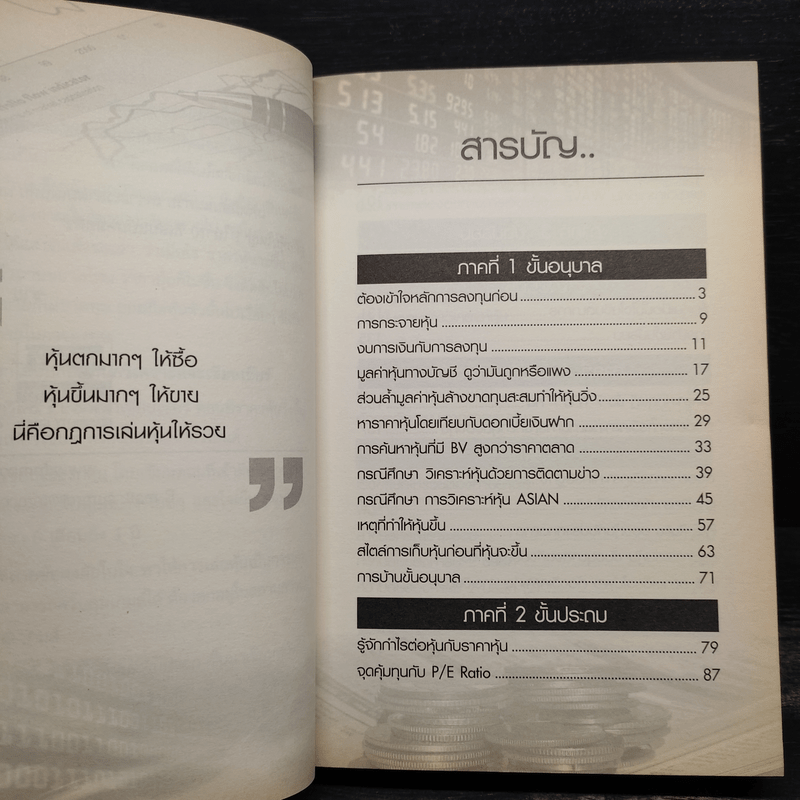 หุ้นตกมากๆ ให้ซื้อ
หุ้นขึ้นมากๆ ให้ขาย
นี่คือกฎการเล่นหุ้นให้รวย
”
สารบัญ..
ภาคที่ 1 ขั้นอนุบาล
ต้องเข้าใจหลักการลงทุนก่อน 3
การกระจายหุ้น 9
งบการเงินกับการลงทุน 11
มูลค่าหุ้นทางบัญชี ดูว่ามันถูกหรือแพง 17
ส่วนล้ำมูลค่าหุ้นล้างขาดทุนสะสมทำให้หุ้นวิ่ง 25
หาราคาหุ้นโดยเทียบกับดอกเบี้ยเงินฝาก 29
การค้นหาหุ้นที่มี BV สูงกว่าราคาตลาด 33
กรณีศึกษา วิเคราะห์หุ้นด้วยการติดตามข่าว 39
กรณีศึกษา การวิเคราะห์หุ้น ASIAN 45
เหตุที่ทำให้หุ้นขึ้น 57
สไตล์การเก็บหุ้นก่อนที่หุ้นจะขึ้น 63
การบ้านขั้นอนุบาล 71
ภาคที่ 2 ขั้นประถม
รู้จักกำไรต่อหุ้นกับราคาหุ้น 79
จุดคุ้มทุนกับ P/E Ratio 87